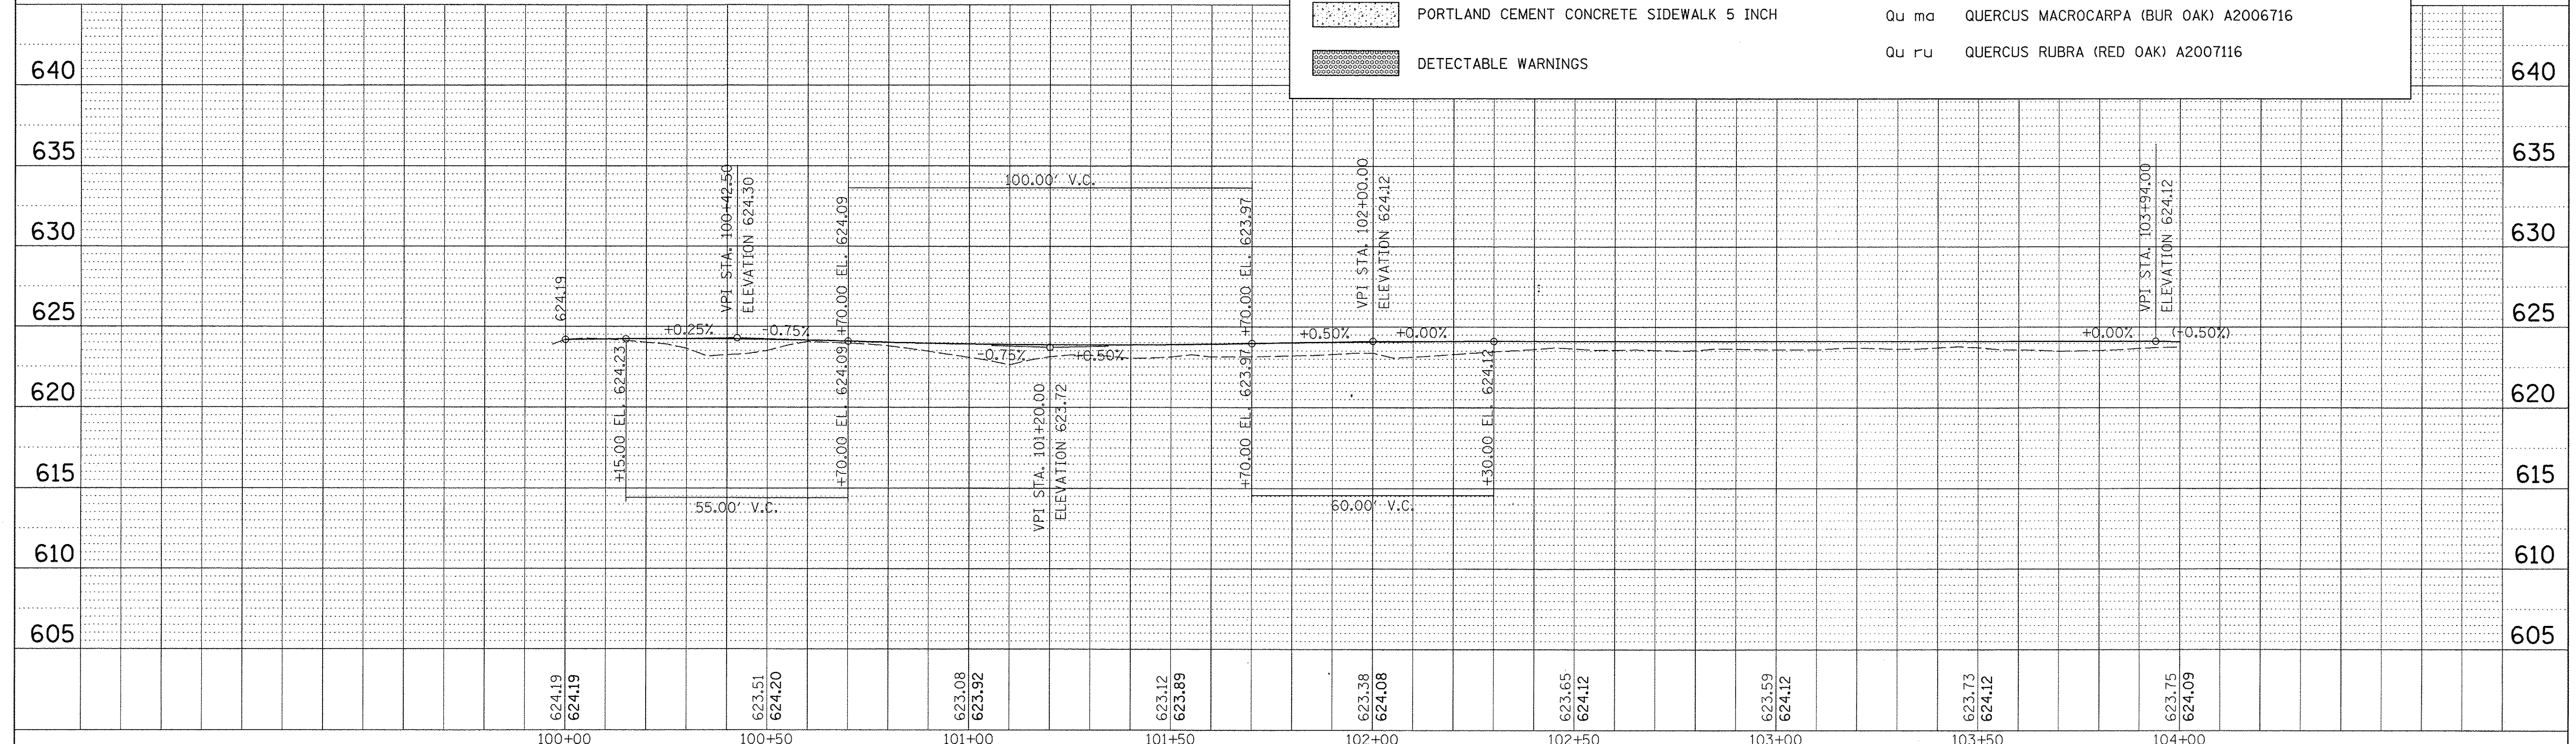 PORTLAND CEMENT CONCRETE SIDEWALK 5 INCH
DETECTABLE WARNINGS
Qu ma QUERCUS MACROCARPA (BUR OAK) A2006716
Qu ru QUERCUS RUBRA (RED OAK) A2007116
640
640
635
635
630
630
625
625
620
620
615
615
610
610
605
605
624.19
+15.00 EL. 624.23
+0.25%
VPI STA. 100+42.50
ELEVATION 624.30
-0.75%
55.00' V.C.
+70.00 EL. 624.09
+70.00 EL. 624.09
100.00' V.C.
-0.75%
+0.50%
VPI STA. 101+20.00
ELEVATION 623.72
+70.00 EL. 623.97
+70.00 EL. 623.97
+0.50%
VPI STA. 102+00.00
ELEVATION 624.12
+0.00%
60.00' V.C.
+30.00 EL. 624.12
+0.00%
VPI STA. 103+94.00
ELEVATION 624.12
(-0.50%)
624.19
624.19
623.51
624.20
623.08
623.92
623.12
623.89
623.38
624.08
623.65
624.12
623.59
624.12
623.73
624.12
623.75
624.09
100+00
100+50
101+00
101+50
102+00
102+50
103+00
103+50
104+00